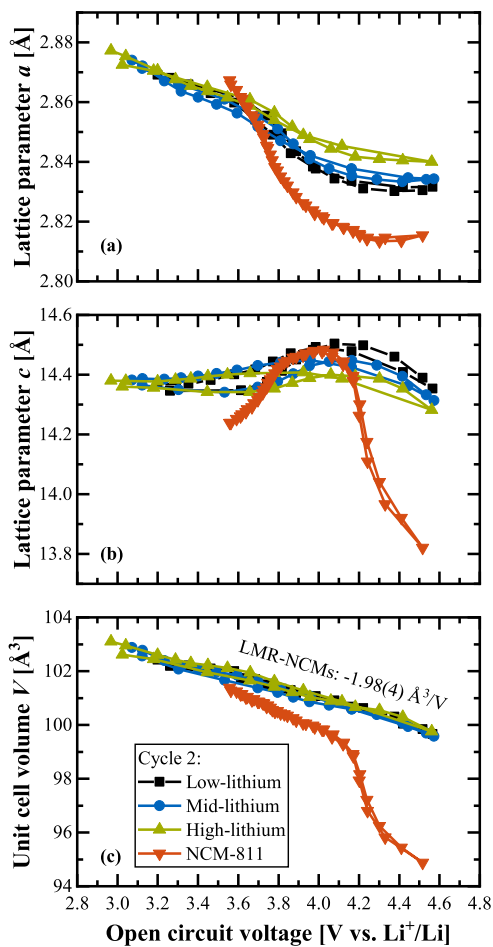 2.88
2.86
2.84
2.82
2.80
Lattice parameter a [Å]
(a)
14.6
14.4
14.2
14.0
13.8
Lattice parameter c [Å]
(b)
104
102
100
98
96
94
Unit cell volume V [Å³]
LMR-NCMs: -1.98(4) Å³/V
Cycle 2:
Low-lithium
Mid-lithium
High-lithium
NCM-811
(c)
2.8 3.0 3.2 3.4 3.6 3.8 4.0 4.2 4.4 4.6 4.8
Open circuit voltage [V vs. Li⁺/Li]